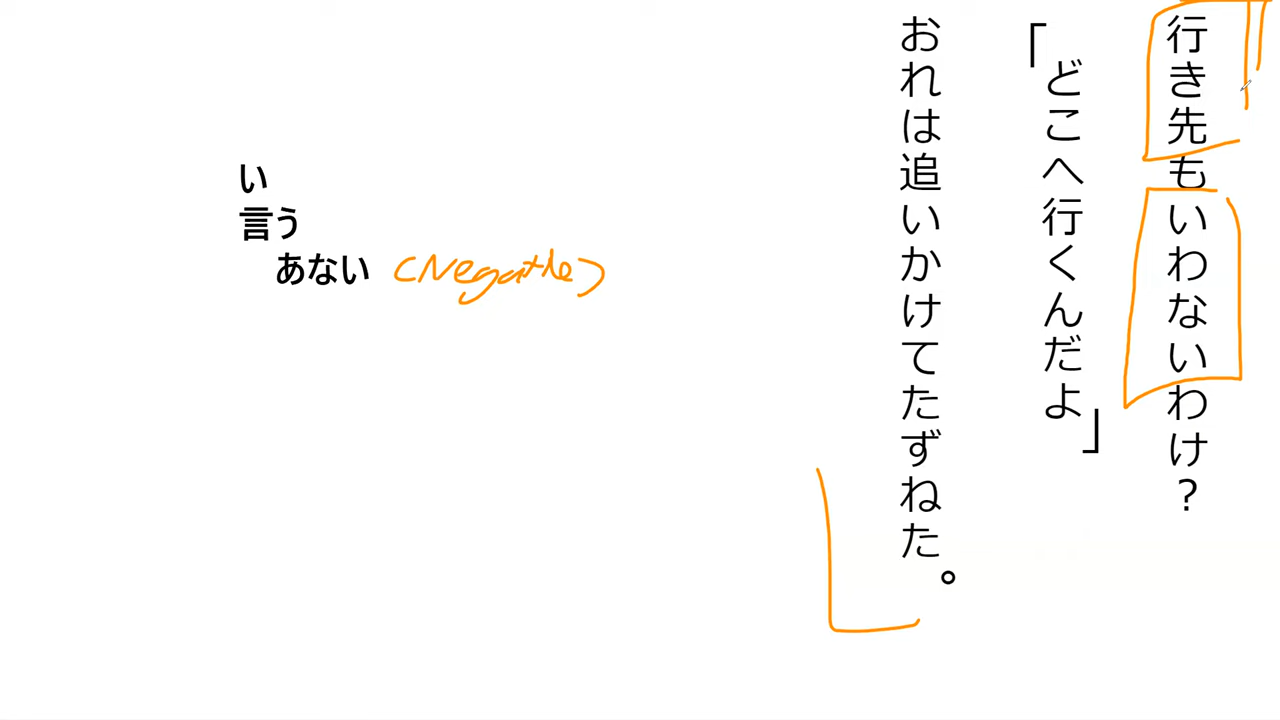 行き先もいわないわけ？
「どこへ行くんだよ」
おれは追いかけてたずねた。
い
言う
あない (Negative)